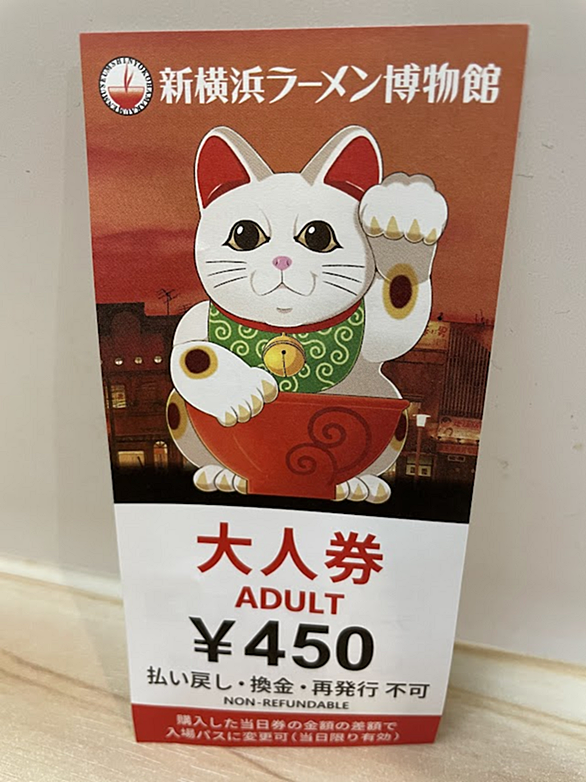 新横浜ラーメン博物館
大人券
ADULT
¥450
払い戻し・換金・再発行 不可
NON-REFUNDABLE
購入した当日券の金額の差額で
入場パスに変更可(当日限り有効)